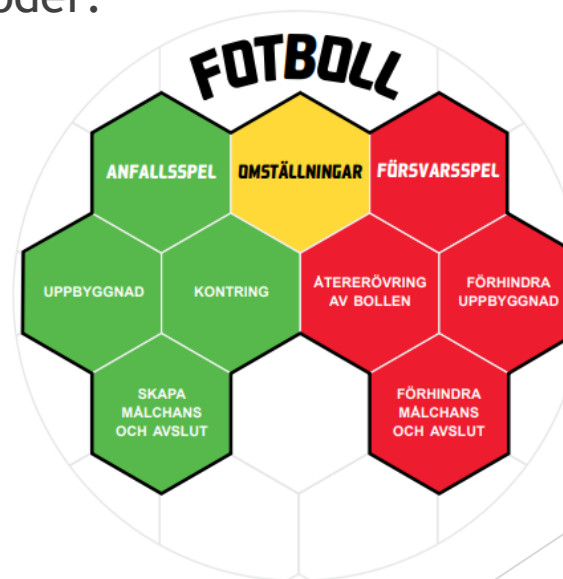 FOTBOLL
ANFALLSSPEL
OMSTÄLLNINGAR
FÖRSVARSSPEL
UPPBYGGNAD
KONTRING
ÅTERERÖVRING
AV BOLLEN
FÖRHINDRA
UPPBYGGNAD
SKAPA
MÅLCHANS
OCH AVSLUT
FÖRHINDRA
MÅLCHANS
OCH AVSLUT